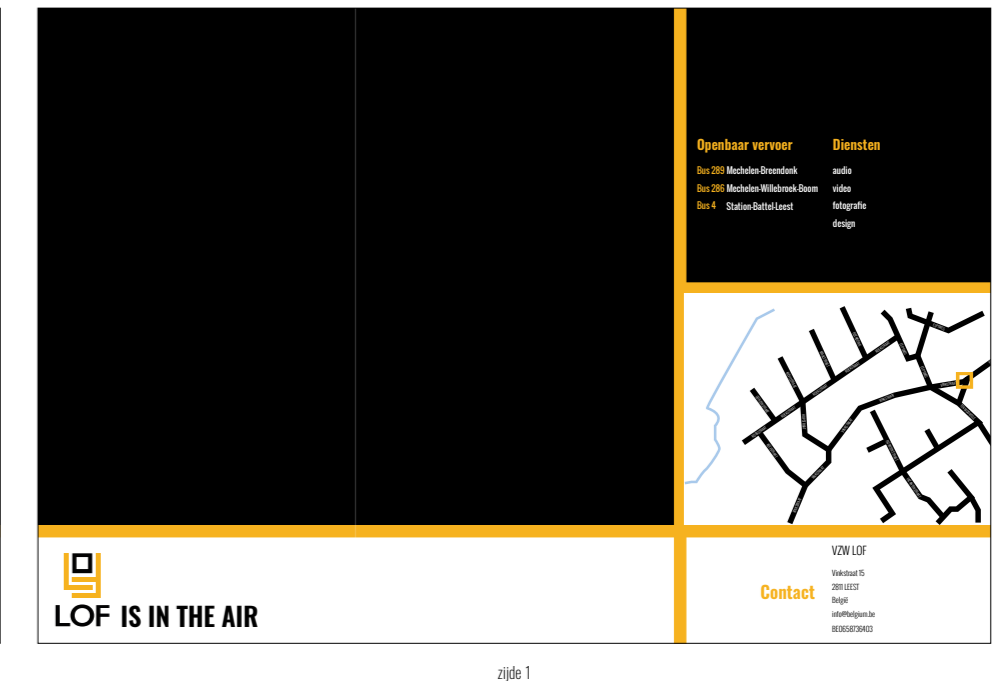 Openbaar vervoer
Bus 289 Mechelen-Breendonk
Bus 286 Mechelen-Willebroek-Boom
Bus 4 Station-Battel-Leest
Diensten
audio
video
fotografie
design
LOF IS IN THE AIR
Contact
VZW LOF
Vinkstraat 15
2811 LEEST
België
info@belgium.be
BE0658736403
zijde 1